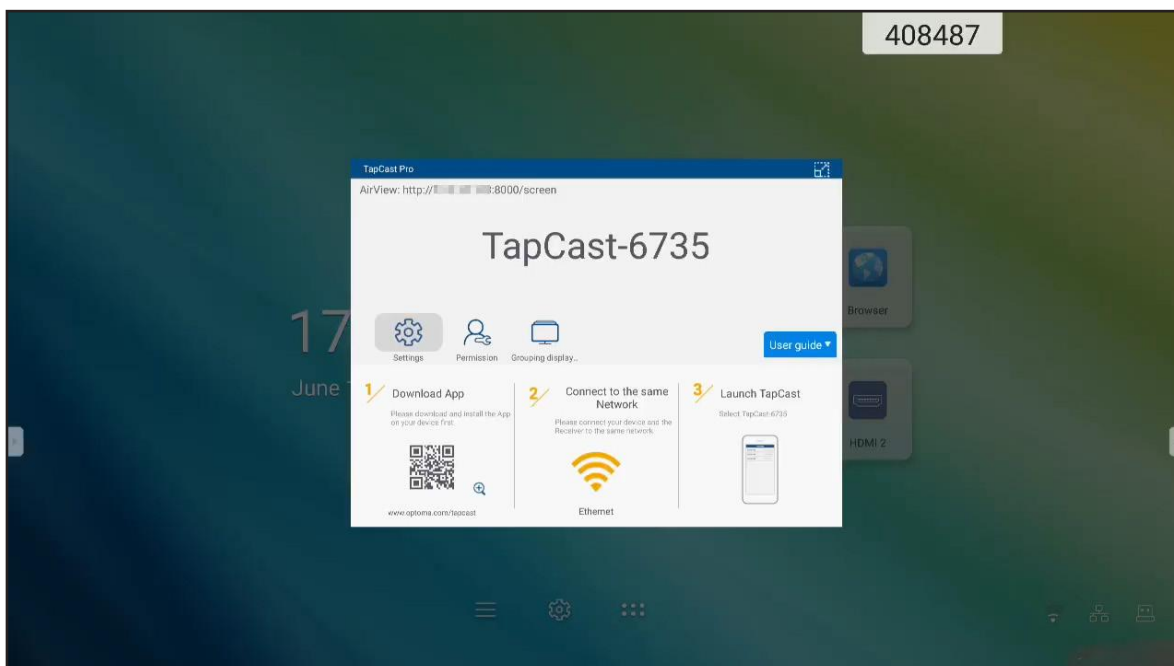 408487
TapCast Pro
AirView: http:// :8000/screen
TapCast-6735
17
Browser
Settings
Permission
Grouping display..
User guide
June
1/ Download App
Please download and install the App
on your device first.
www.optoma.com/tapcast
2/ Connect to the same
Network
Please connect your device and the
Receiver to the same network.
Ethernet
3/ Launch TapCast
Select TapCast-6735
HDMI 2